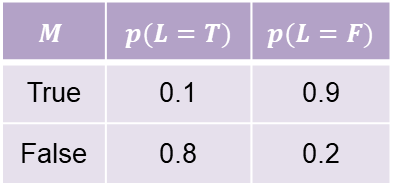 M p(L = T) p(L = F)
True 0.1 0.9
False 0.8 0.2